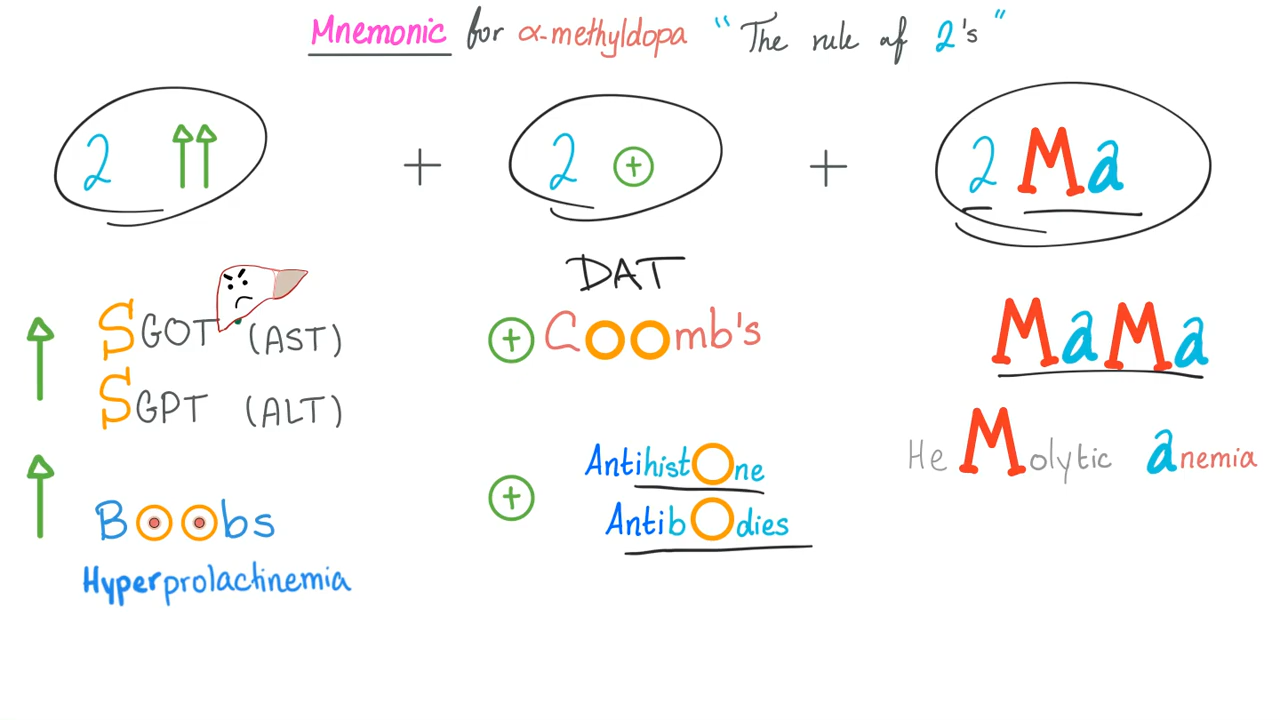 Mnemonic for α-methyldopa "The rule of 2's"
2 ↑↑ + 2 ⊕ + 2 Ma
DAT
↑ SGOT (AST)
SGPT (ALT)
⊕ COOmb's
MaMa
HeMolytic anemia
↑ BOObs
Hyperprolactinemia
⊕ AntihistOne
AntibOdies